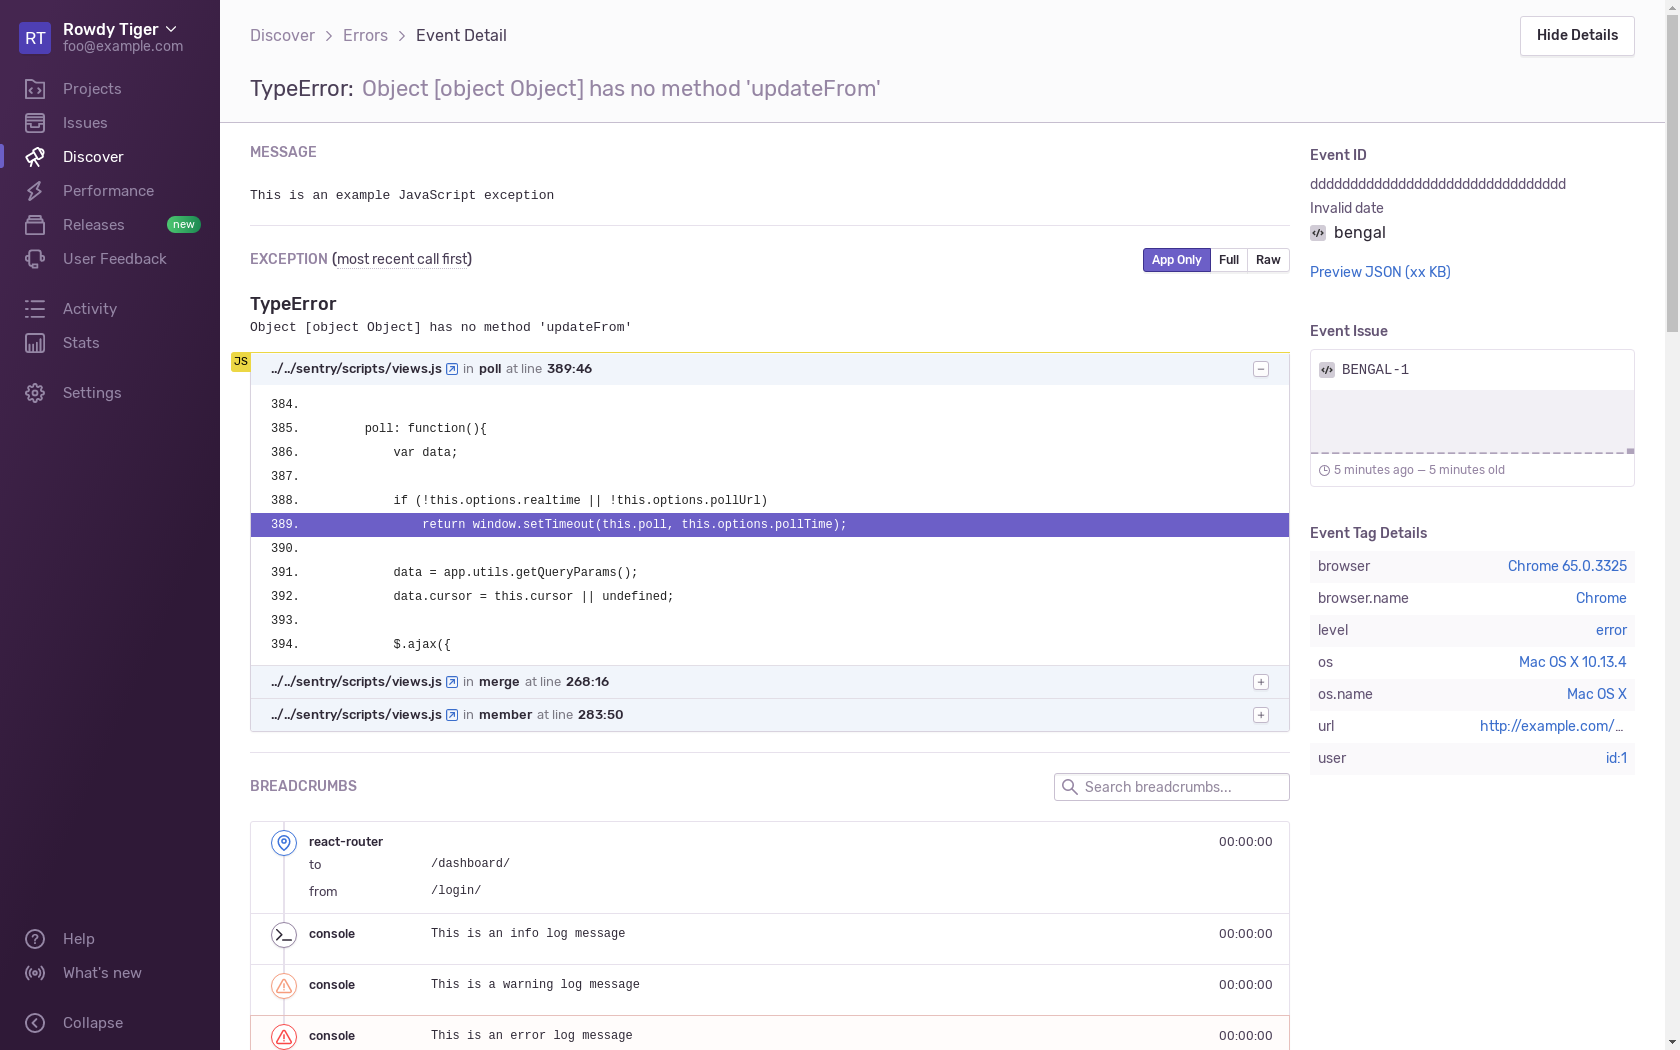 RT
Rowdy Tiger
foo@example.com
Projects
Issues
Discover
Performance
Releases new
User Feedback
Activity
Stats
Settings
Help
What's new
Collapse
Discover > Errors > Event Detail
Hide Details
TypeError: Object [object Object] has no method 'updateFrom'
MESSAGE
This is an example JavaScript exception
EXCEPTION (most recent call first)
App Only Full Raw
TypeError
Object [object Object] has no method 'updateFrom'
JS
../../sentry/scripts/views.js in poll at line 389:46
384.
385. poll: function(){
386. var data;
387.
388. if (!this.options.realtime || !this.options.pollUrl)
389. return window.setTimeout(this.poll, this.options.pollTime);
390.
391. data = app.utils.getQueryParams();
392. data.cursor = this.cursor || undefined;
393.
394. $.ajax({
../../sentry/scripts/views.js in merge at line 268:16
../../sentry/scripts/views.js in member at line 283:50
BREADCRUMBS
Search breadcrumbs...
react-router 00:00:00
to /dashboard/
from /login/
console This is an info log message 00:00:00
console This is a warning log message 00:00:00
console This is an error log message 00:00:00
Event ID
dddddddddddddddddddddddddddddddd
Invalid date
bengal
Preview JSON (xx KB)
Event Issue
BENGAL-1
5 minutes ago — 5 minutes old
Event Tag Details
browser Chrome 65.0.3325
browser.name Chrome
level error
os Mac OS X 10.13.4
os.name Mac OS X
url http://example.com/...
user id:1